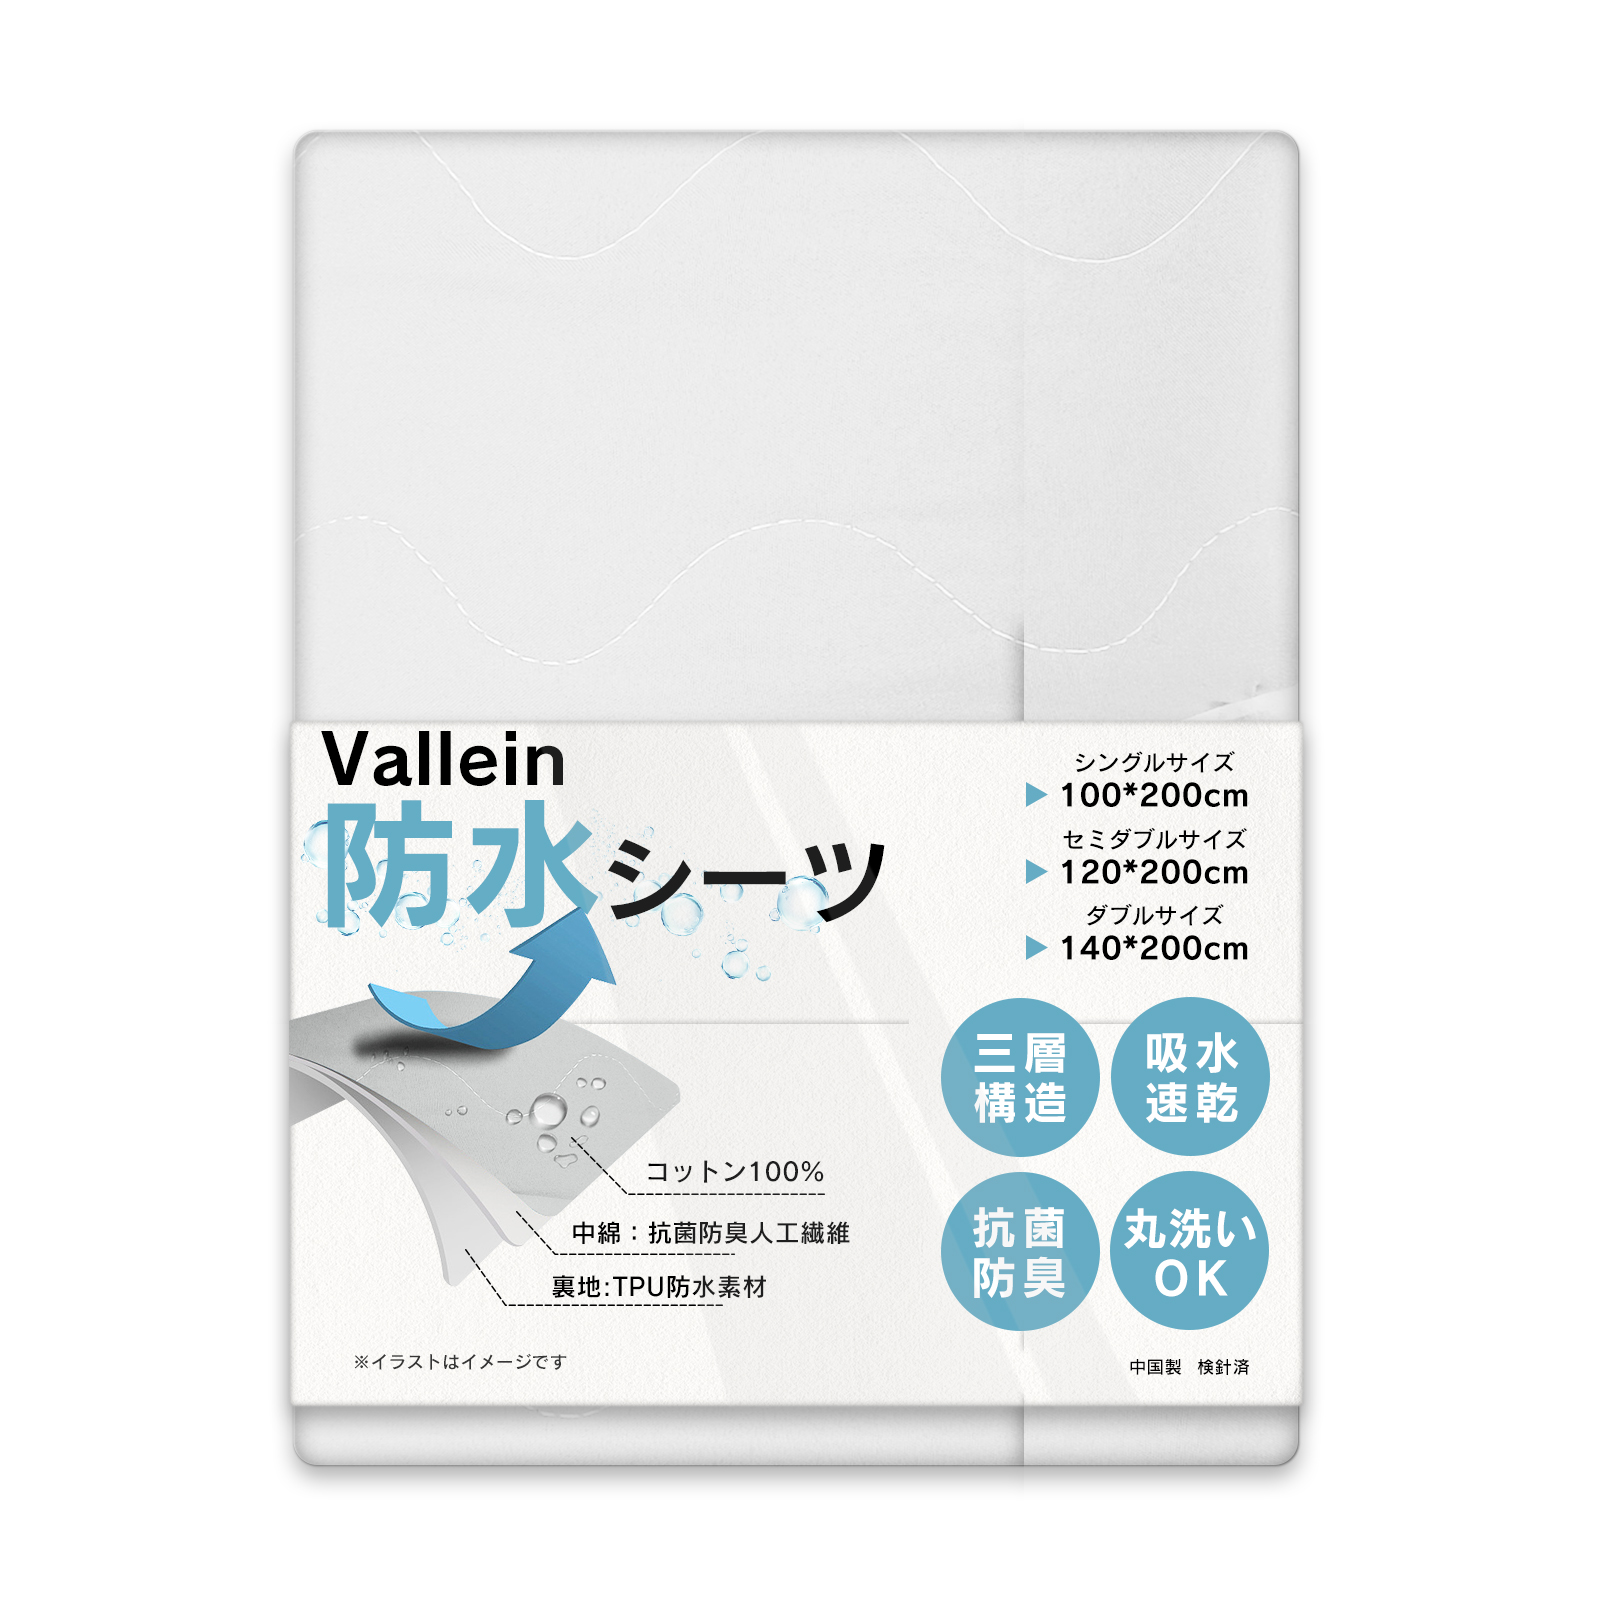 Vallein
防水シーツ
シングルサイズ
▶ 100*200cm
セミダブルサイズ
▶ 120*200cm
ダブルサイズ
▶ 140*200cm
三層
構造
吸水
速乾
コットン100%
中綿：抗菌防臭人工繊維
裏地:TPU防水素材
抗菌
防臭
丸洗い
OK
※イラストはイメージです
中国製 検針済